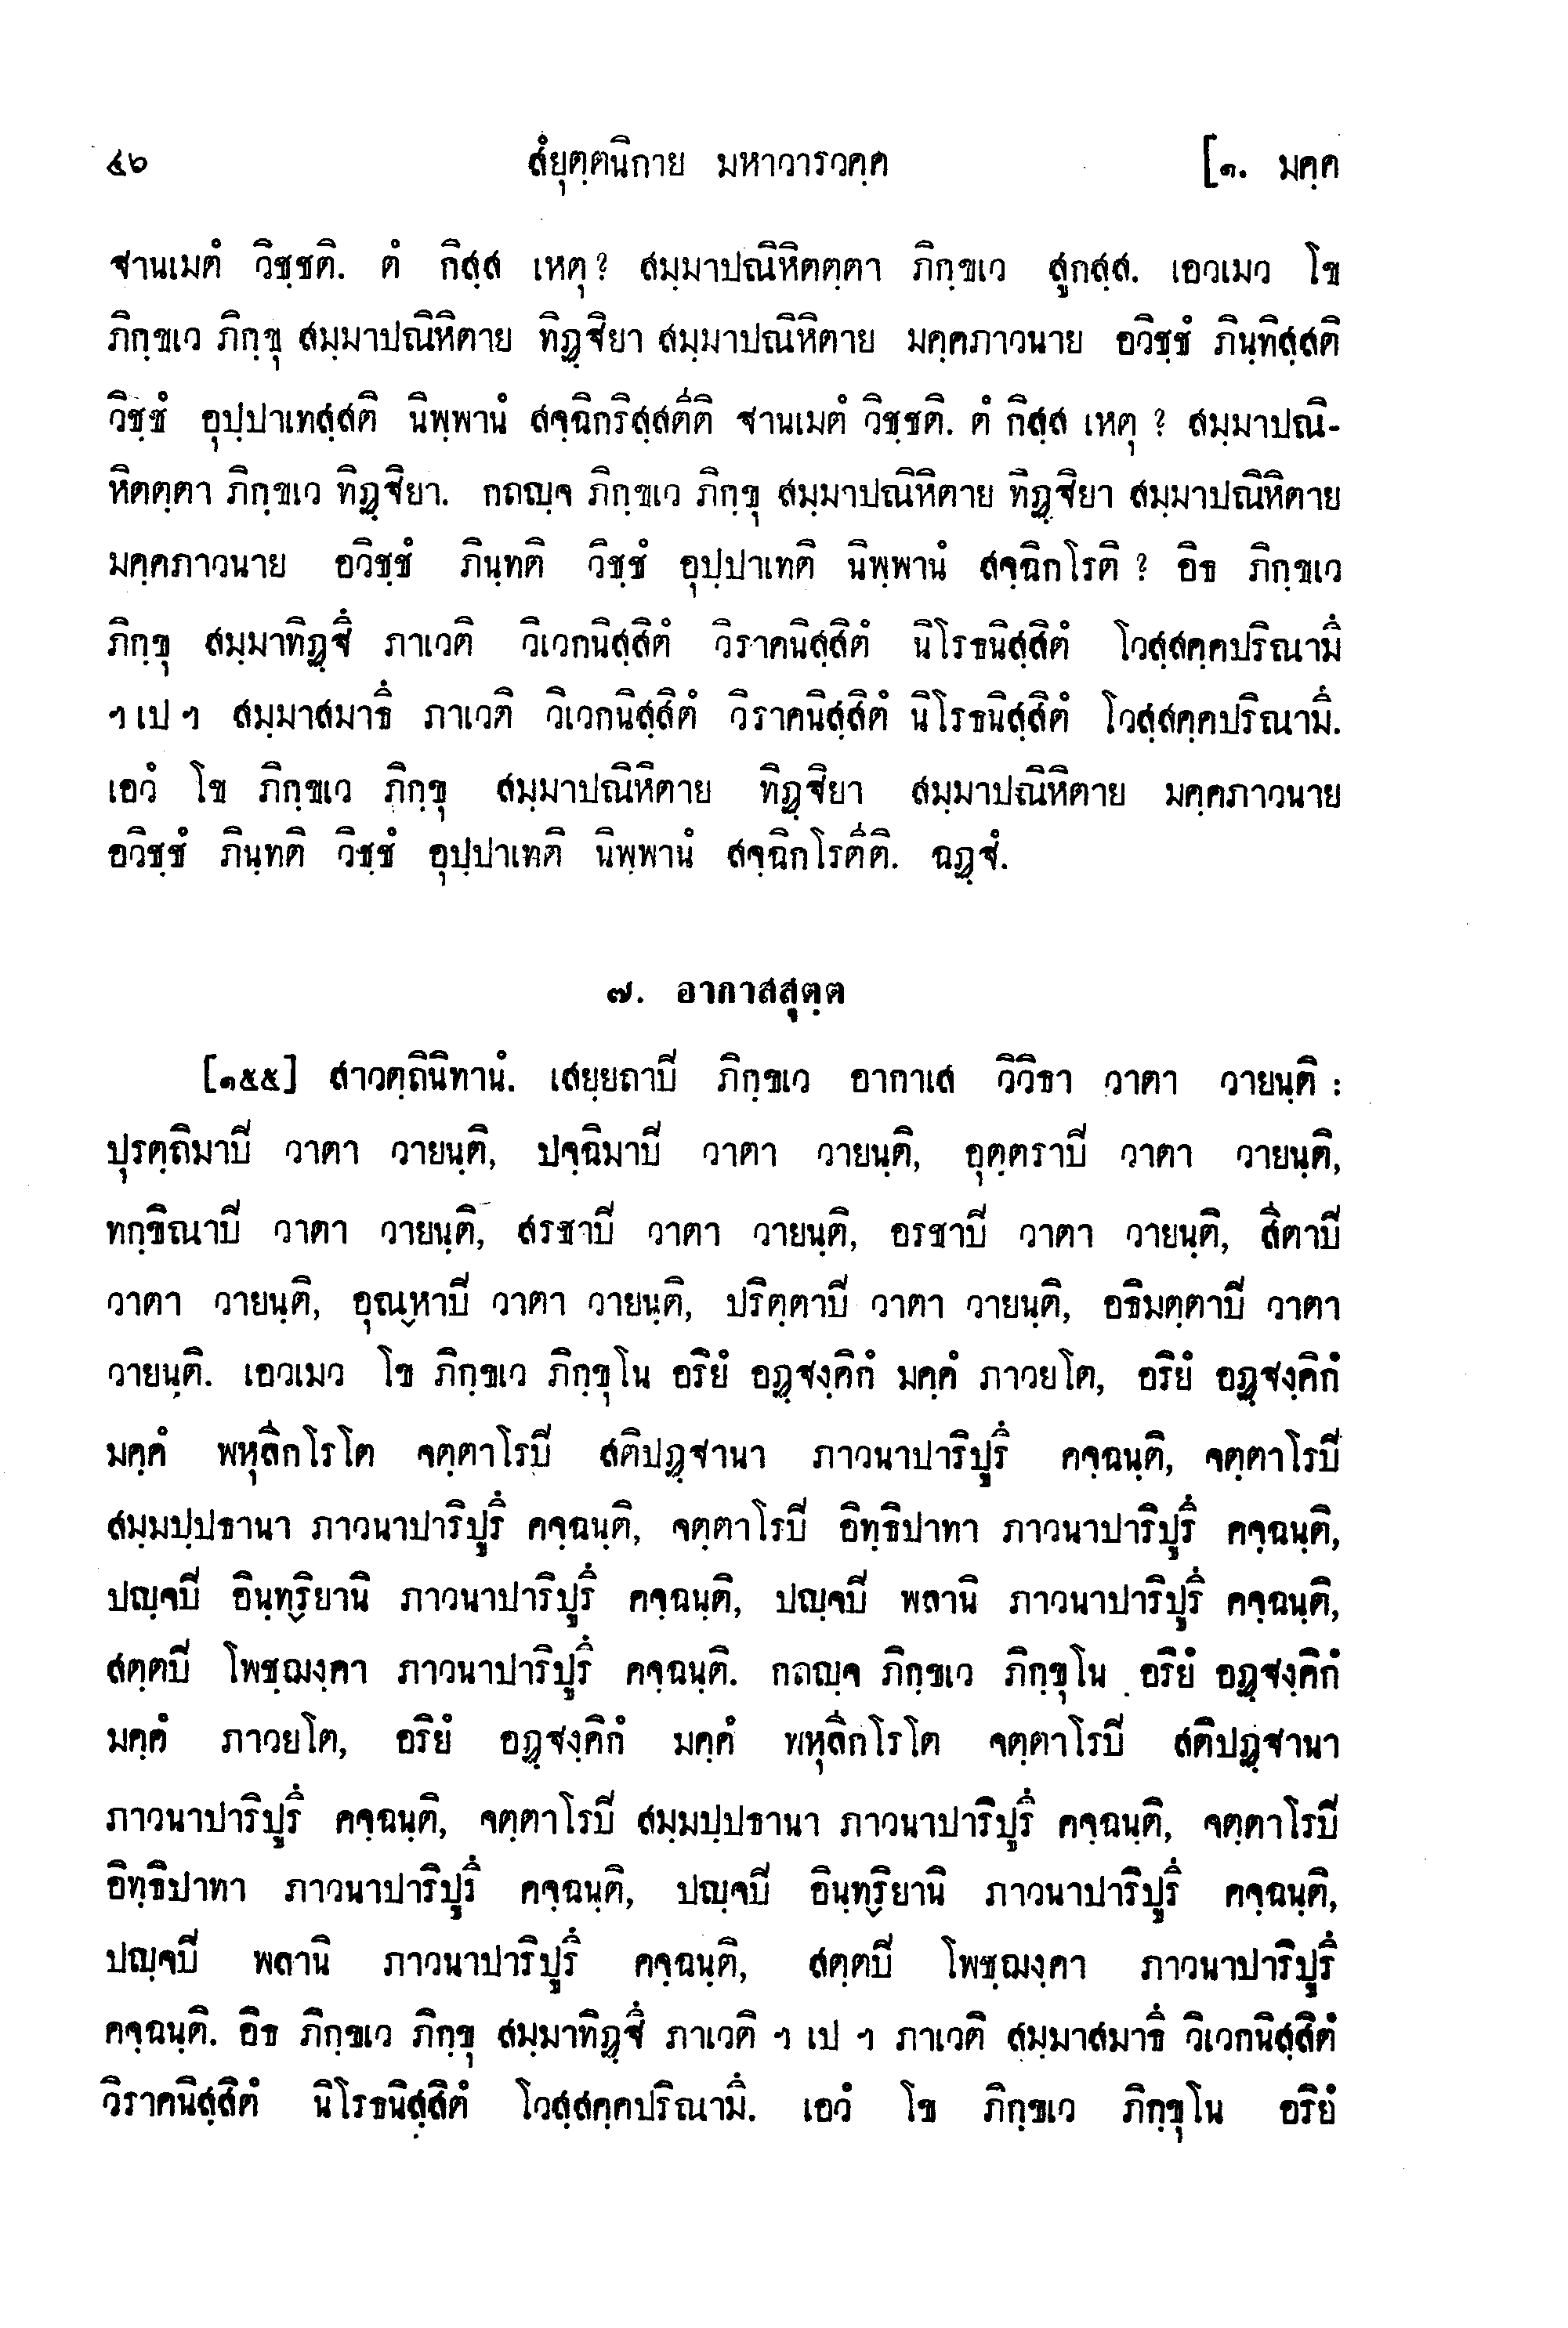 ๔๖ สํยุตฺตนิกาย มหาวารวคฺค [๑. มคฺค
ฐานเมตํ วิชฺชติ. ตํ กิสฺส เหตุ? สมฺมาปณิหิตตฺตา ภิกฺขเว สูกสฺส. เอวเมว โข
ภิกฺขเว ภิกฺขุ สมฺมาปณิหิตาย ทิฏฺฐิยา สมฺมาปณิหิตาย มคฺคภาวนาย อวิชฺชํ ภินฺทิสฺสติ
วิชฺชํ อุปฺปาเทสฺสติ นิพฺพานํ สจฺฉิกริสฺสตีติ ฐานเมตํ วิชฺชติ. ตํ กิสฺส เหตุ ? สมฺมาปณิ-
หิตตฺตา ภิกฺขเว ทิฏฺฐิยา. กถญฺจ ภิกฺขเว ภิกฺขุ สมฺมาปณิหิตาย ทิฏฺฐิยา สมฺมาปณิหิตาย
มคฺคภาวนาย อวิชฺชํ ภินฺทติ วิชฺชํ อุปฺปาเทติ นิพฺพานํ สจฺฉิกโรติ ? อิธ ภิกฺขเว
ภิกฺขุ สมฺมาทิฏฺฐึ ภาเวติ วิเวกนิสฺสิตํ วิราคนิสฺสิตํ นิโรธนิสฺสิตํ โวสฺสคฺคปริณามึ
ฯ เป ฯ สมฺมาสมาธึ ภาเวติ วิเวกนิสฺสิตํ วิราคนิสฺสิตํ นิโรธนิสฺสิตํ โวสฺสคฺคปริณามึ.
เอวํ โข ภิกฺขเว ภิกฺขุ สมฺมาปณิหิตาย ทิฏฺฐิยา สมฺมาปณิหิตาย มคฺคภาวนาย
อวิชฺชํ ภินฺทติ วิชฺชํ อุปฺปาเทติ นิพฺพานํ สจฺฉิกโรตีติ. ฉฏฺฐํ.
๗. อากาสสุตฺต
[๑๕๕] สาวตฺถินิทานํ. เสยฺยถาปิ ภิกฺขเว อากาเส วิวิธา วาตา วายนฺติ :
ปุรตฺถิมาปิ วาตา วายนฺติ, ปจฺฉิมาปิ วาตา วายนฺติ, อุตฺตราปิ วาตา วายนฺติ,
ทกฺขิณาปิ วาตา วายนฺติ, สรชาปิ วาตา วายนฺติ, อรชาปิ วาตา วายนฺติ, สีตาปิ
วาตา วายนฺติ, อุณฺหาปิ วาตา วายนฺติ, ปริตฺตาปิ วาตา วายนฺติ, อธิมตฺตาปิ วาตา
วายนฺติ. เอวเมว โข ภิกฺขเว ภิกฺขุโน อริยํ อฏฺฐงฺคิกํ มคฺคํ ภาวยโต, อริยํ อฏฺฐงฺคิกํ
มคฺคํ พหุลีกโรโต จตฺตาโรปิ สติปฏฺฐานา ภาวนาปาริปูรึ คจฺฉนฺติ, จตฺตาโรปิ
สมฺมปฺปธานา ภาวนาปาริปูรึ คจฺฉนฺติ, จตฺตาโรปิ อิทฺธิปาทา ภาวนาปาริปูรึ คจฺฉนฺติ,
ปญฺจปิ อินฺทฺริยานิ ภาวนาปาริปูรึ คจฺฉนฺติ, ปญฺจปิ พลานิ ภาวนาปาริปูรึ คจฺฉนฺติ,
สตฺตปิ โพชฺฌงฺคา ภาวนาปาริปูรึ คจฺฉนฺติ. กถญฺจ ภิกฺขเว ภิกฺขุโน อริยํ อฏฺฐงฺคิกํ
มคฺคํ ภาวยโต, อริยํ อฏฺฐงฺคิกํ มคฺคํ พหุลีกโรโต จตฺตาโรปิ สติปฏฺฐานา
ภาวนาปาริปูรึ คจฺฉนฺติ, จตฺตาโรปิ สมฺมปฺปธานา ภาวนาปาริปูรึ คจฺฉนฺติ, จตฺตาโรปิ
อิทฺธิปาทา ภาวนาปาริปูรึ คจฺฉนฺติ, ปญฺจปิ อินฺทฺริยานิ ภาวนาปาริปูรึ คจฺฉนฺติ,
ปญฺจปิ พลานิ ภาวนาปาริปูรึ คจฺฉนฺติ, สตฺตปิ โพชฺฌงฺคา ภาวนาปาริปูรึ
คจฺฉนฺติ. อิธ ภิกฺขเว ภิกฺขุ สมฺมาทิฏฺฐึ ภาเวติ ฯ เป ฯ ภาเวติ สมฺมาสมาธึ วิเวกนิสฺสิตํ
วิราคนิสฺสิตํ นิโรธนิสฺสิตํ โวสฺสคฺคปริณามึ. เอวํ โข ภิกฺขเว ภิกฺขุโน อริยํ